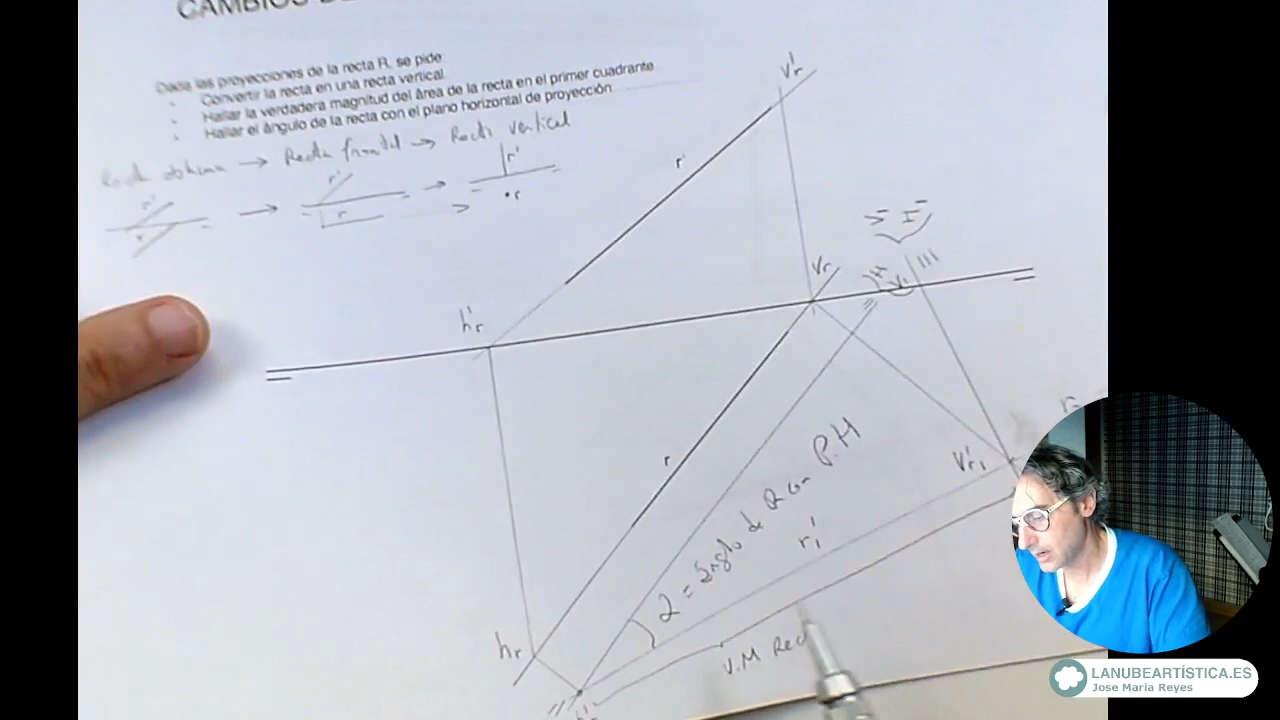 CAMBIOS DE
Dada las proyecciones de la recta R, se pide:
Convertir la recta en una recta vertical.
Hallar la verdadera magnitud del área de la recta en el primer cuadrante
Hallar el ángulo de la recta con el plano horizontal de proyección
Recta oblicua → Recta frontal → Recta vertical
r' → r' → r'
r r •r
v'r
r'
Vr
h'r
r
V'r1
r'1
2 = ángulo de R con P.H
hr
V.M Rec
LANUBEARTÍSTICA.ES
Jose María Reyes